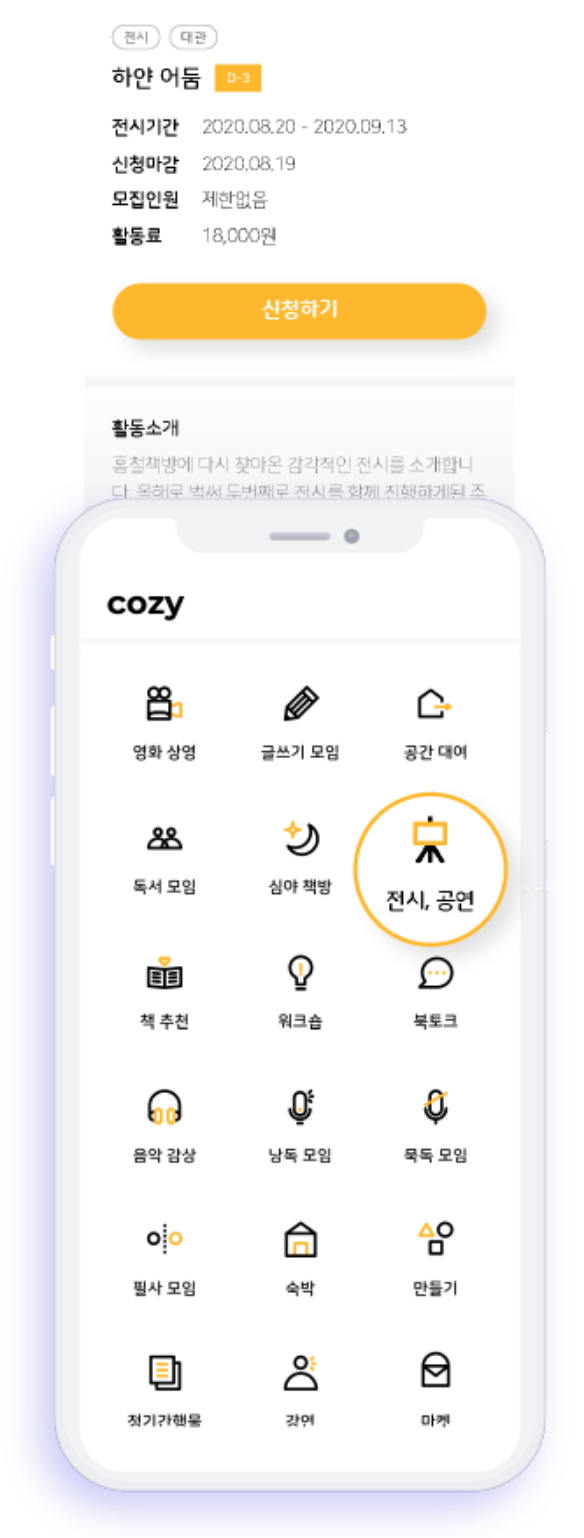 전시 대관
하얀 어둠 D-3
전시기간 2020.08.20 - 2020.09.13
신청마감 2020.08.19
모집인원 제한없음
활동료 18,000원
신청하기
활동소개
홍철책방에 다시 찾아온 감각적인 전시를 소개합니
다. 올해로 벌써 두번째로 전시를 함께 진행하게된 주
cozy
영화 상영 글쓰기 모임 공간 대여
독서 모임 심야 책방 전시, 공연
책 추천 워크숍 북토크
음악 감상 낭독 모임 묵독 모임
필사 모임 숙박 만들기
정기간행물 강연 마켓